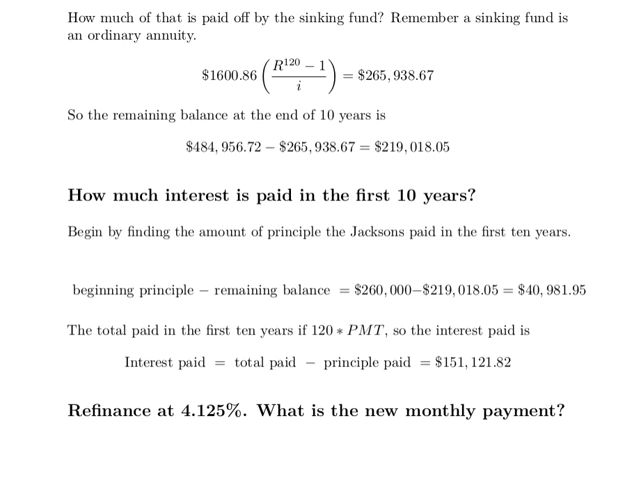 How much of that is paid off by the sinking fund? Remember a sinking fund is
an ordinary annuity.
$1600.86 ( (R^120 − 1) / i ) = $265, 938.67
So the remaining balance at the end of 10 years is
$484, 956.72 − $265, 938.67 = $219, 018.05
How much interest is paid in the first 10 years?
Begin by finding the amount of principle the Jacksons paid in the first ten years.
beginning principle − remaining balance = $260, 000−$219, 018.05 = $40, 981.95
The total paid in the first ten years if 120 ∗ PMT, so the interest paid is
Interest paid = total paid − principle paid = $151, 121.82
Refinance at 4.125%. What is the new monthly payment?